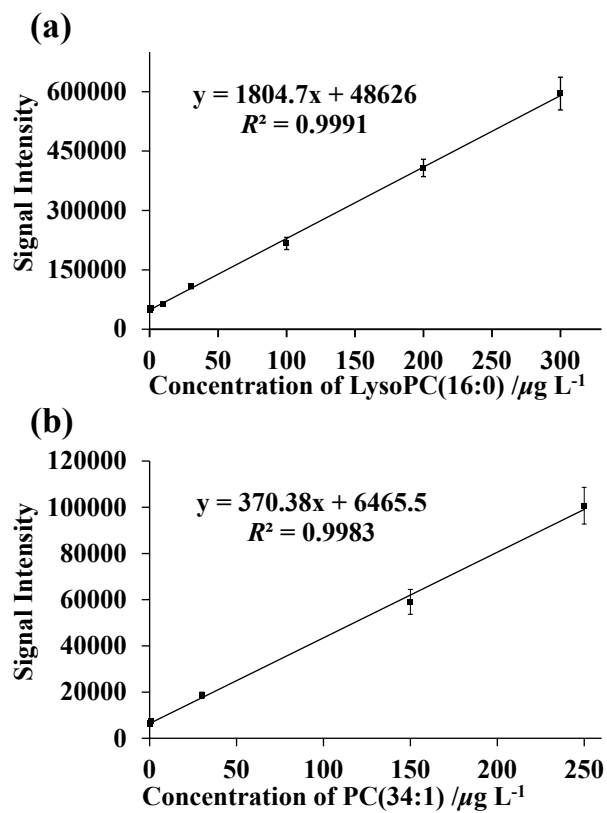 (a)
y = 1804.7x + 48626
R² = 0.9991
Signal Intensity
600000
450000
300000
150000
0
0 50 100 150 200 250 300
Concentration of LysoPC(16:0) /µg L⁻¹
(b)
y = 370.38x + 6465.5
R² = 0.9983
Signal Intensity
120000
100000
80000
60000
40000
20000
0
0 50 100 150 200 250
Concentration of PC(34:1) /µg L⁻¹